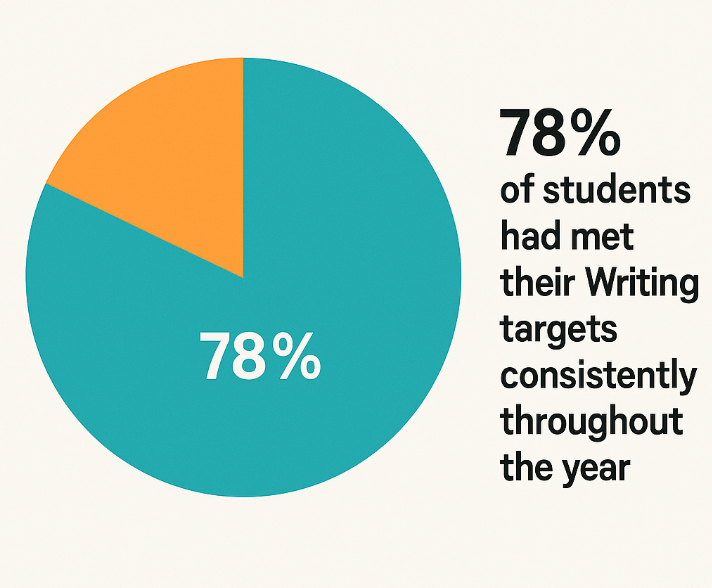 78%
78%
of students
had met
their Writing
targets
consistently
throughout
the year